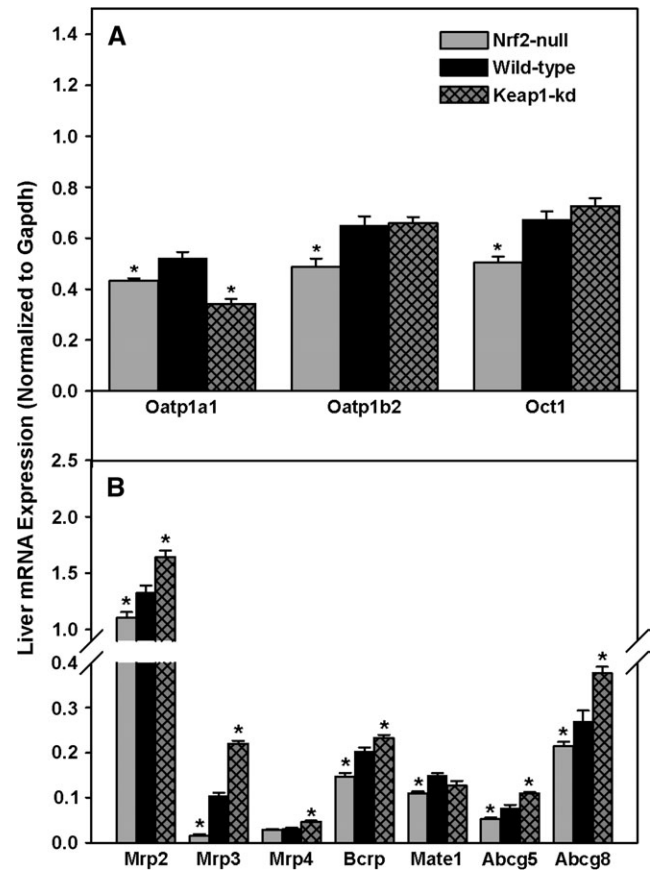 A
Nrf2-null
Wild-type
Keap1-kd
1.4
1.2
1.0
0.8
0.6
0.4
0.2
0.0
* * * *
Oatp1a1 Oatp1b2 Oct1
Liver mRNA Expression (Normalized to Gapdh)
B
2.5
2.0
1.5
1.0
0.4
0.3
0.2
0.1
0.0
* * * * * * * * * * * *
Mrp2 Mrp3 Mrp4 Bcrp Mate1 Abcg5 Abcg8